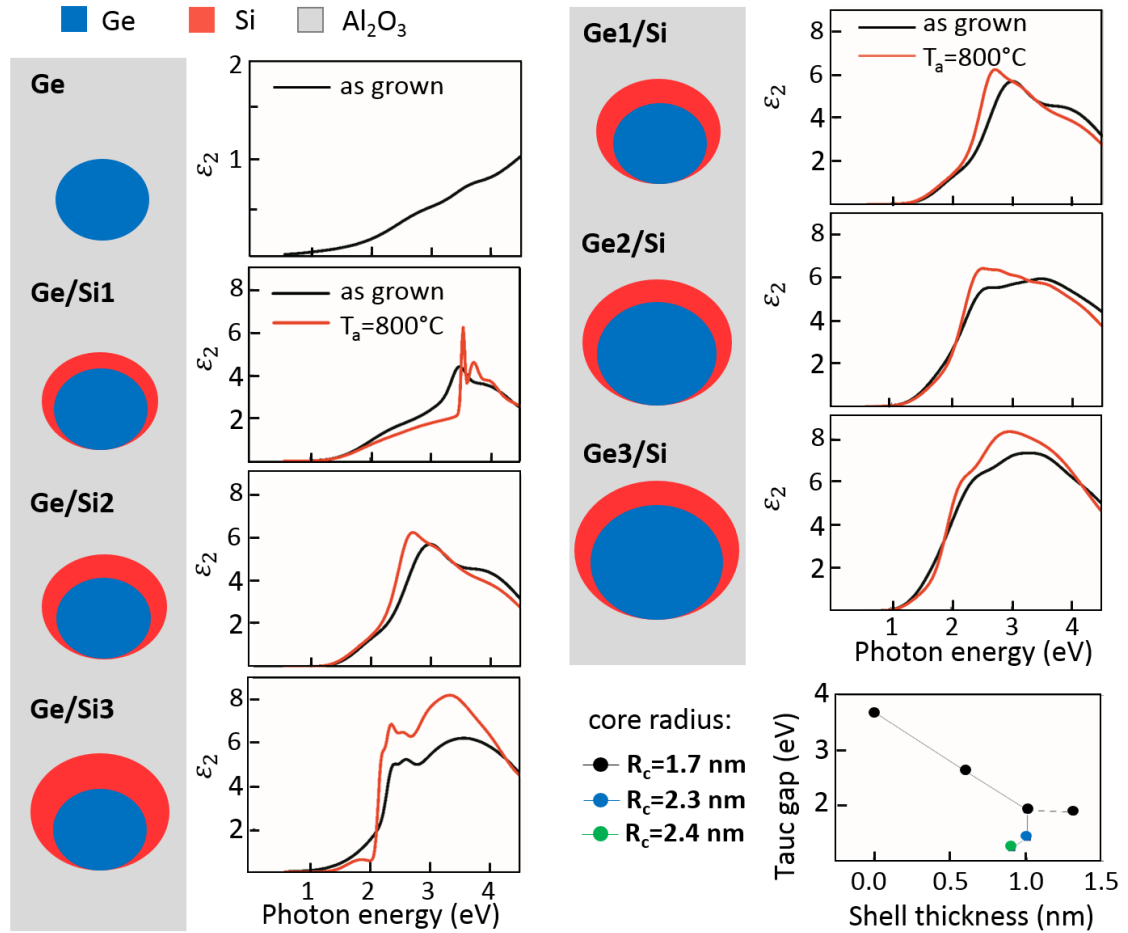 Ge Si Al₂O₃
Ge
2
1
ε₂
as grown
Ge/Si1
8
6
4
2
ε₂
as grown
Tₐ=800°C
Ge/Si2
8
6
4
2
ε₂
Ge/Si3
8
6
4
2
ε₂
1 2 3 4
Photon energy (eV)
Ge1/Si
8
6
4
2
ε₂
as grown
Tₐ=800°C
Ge2/Si
8
6
4
2
ε₂
Ge3/Si
8
6
4
2
ε₂
1 2 3 4
Photon energy (eV)
core radius:
R_c=1.7 nm
R_c=2.3 nm
R_c=2.4 nm
4
3
2
Tauc gap (eV)
0.0 0.5 1.0 1.5
Shell thickness (nm)